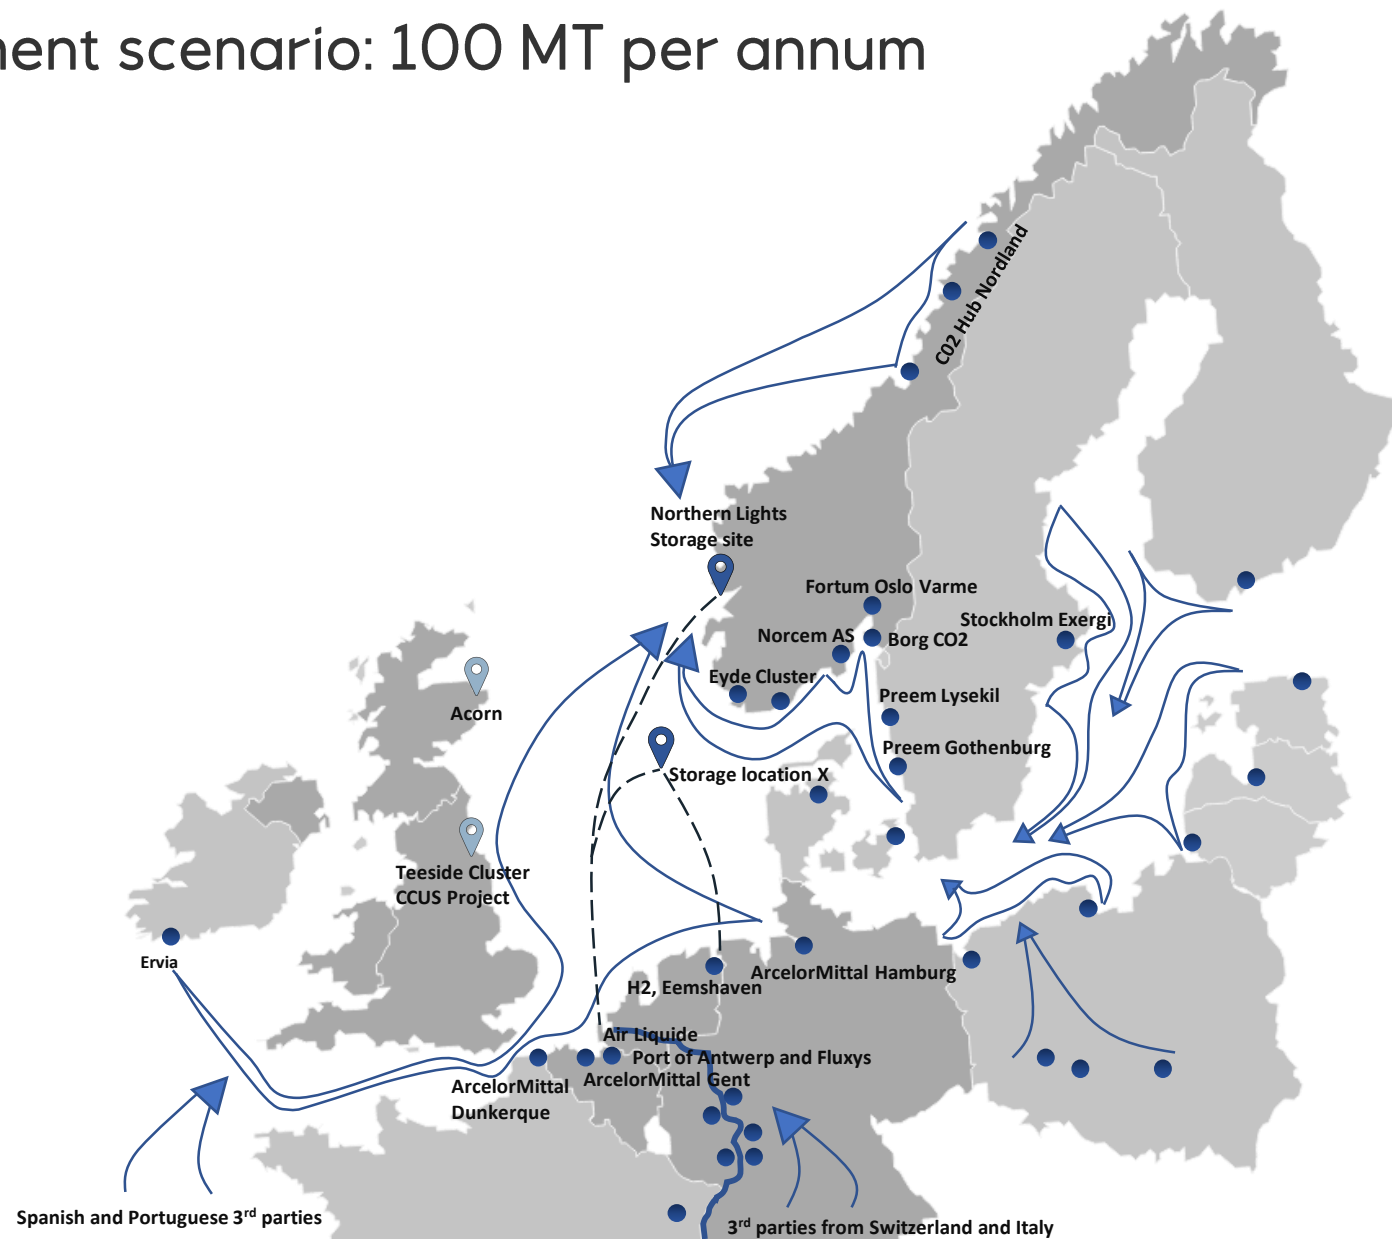 ment scenario: 100 MT per annum
C02 Hub Nordland
Northern Lights
Storage site
Fortum Oslo Varme
Stockholm Exergi
Norcem AS
Borg CO2
Eyde Cluster
Preem Lysekil
Acorn
Preem Gothenburg
Storage location X
Teeside Cluster
CCUS Project
Ervia
ArcelorMittal Hamburg
H2, Eemshaven
Air Liquide
Port of Antwerp and Fluxys
ArcelorMittal Gent
ArcelorMittal
Dunkerque
Spanish and Portuguese 3rd parties
3rd parties from Switzerland and Italy